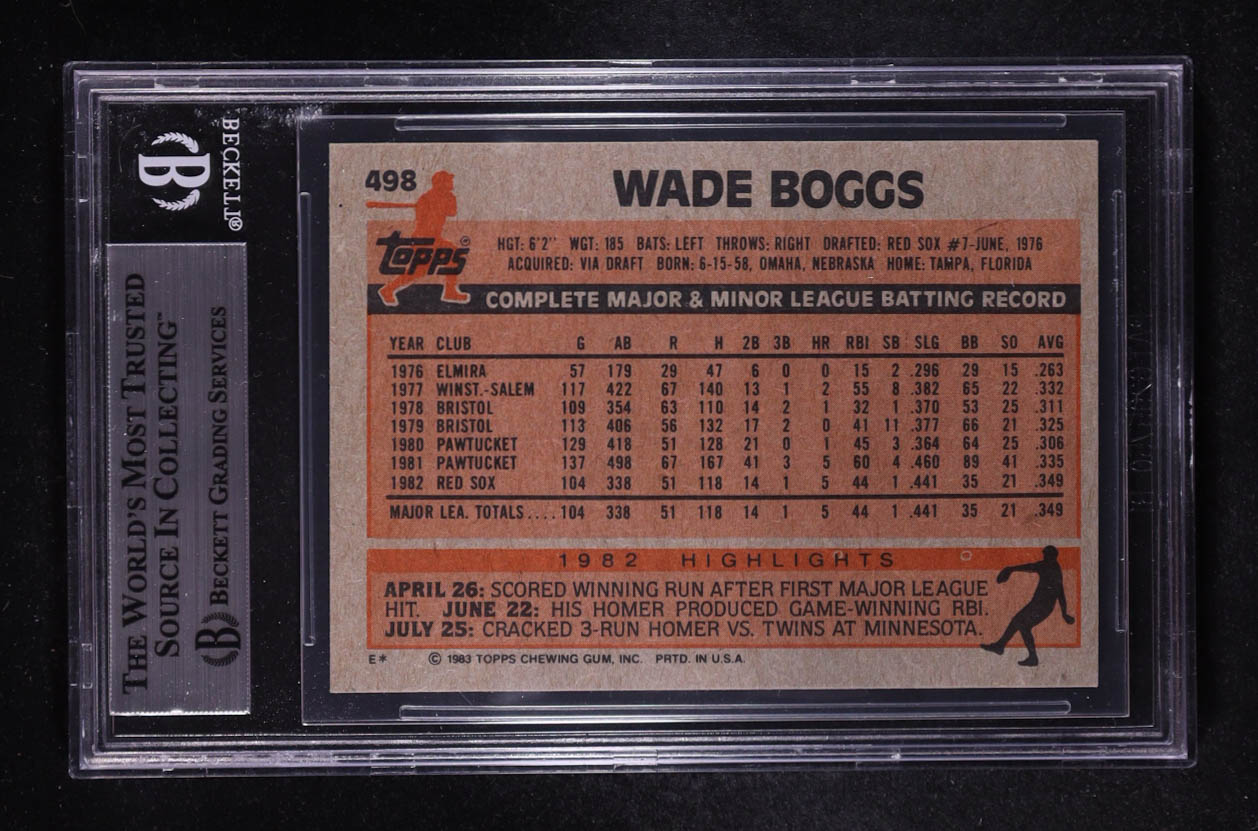 BECKETT®
B
THE WORLD'S MOST TRUSTED
SOURCE IN COLLECTING™
B BECKETT GRADING SERVICES
498
WADE BOGGS
topps®
HGT: 6'2" WGT: 185 BATS: LEFT THROWS: RIGHT DRAFTED: RED SOX #7-JUNE, 1976
ACQUIRED: VIA DRAFT BORN: 6-15-58, OMAHA, NEBRASKA HOME: TAMPA, FLORIDA
COMPLETE MAJOR & MINOR LEAGUE BATTING RECORD
YEAR CLUB G AB R H 2B 3B HR RBI SB SLG BB SO AVG
1976 ELMIRA 57 179 29 47 6 0 0 15 2 .296 29 15 .263
1977 WINST.-SALEM 117 422 67 140 13 1 2 55 8 .382 65 22 .332
1978 BRISTOL 109 354 63 110 14 2 1 32 1 .370 53 25 .311
1979 BRISTOL 113 406 56 132 17 2 0 41 11 .377 66 21 .325
1980 PAWTUCKET 129 418 51 128 21 0 1 45 3 .364 64 25 .306
1981 PAWTUCKET 137 498 67 167 41 3 5 60 4 .460 89 41 .335
1982 RED SOX 104 338 51 118 14 1 5 44 1 .441 35 21 .349
MAJOR LEA. TOTALS....104 338 51 118 14 1 5 44 1 .441 35 21 .349
1982 HIGHLIGHTS
APRIL 26: SCORED WINNING RUN AFTER FIRST MAJOR LEAGUE
HIT. JUNE 22: HIS HOMER PRODUCED GAME-WINNING RBI.
JULY 25: CRACKED 3-RUN HOMER VS. TWINS AT MINNESOTA.
E* © 1983 TOPPS CHEWING GUM, INC. PRTD. IN U.S.A.